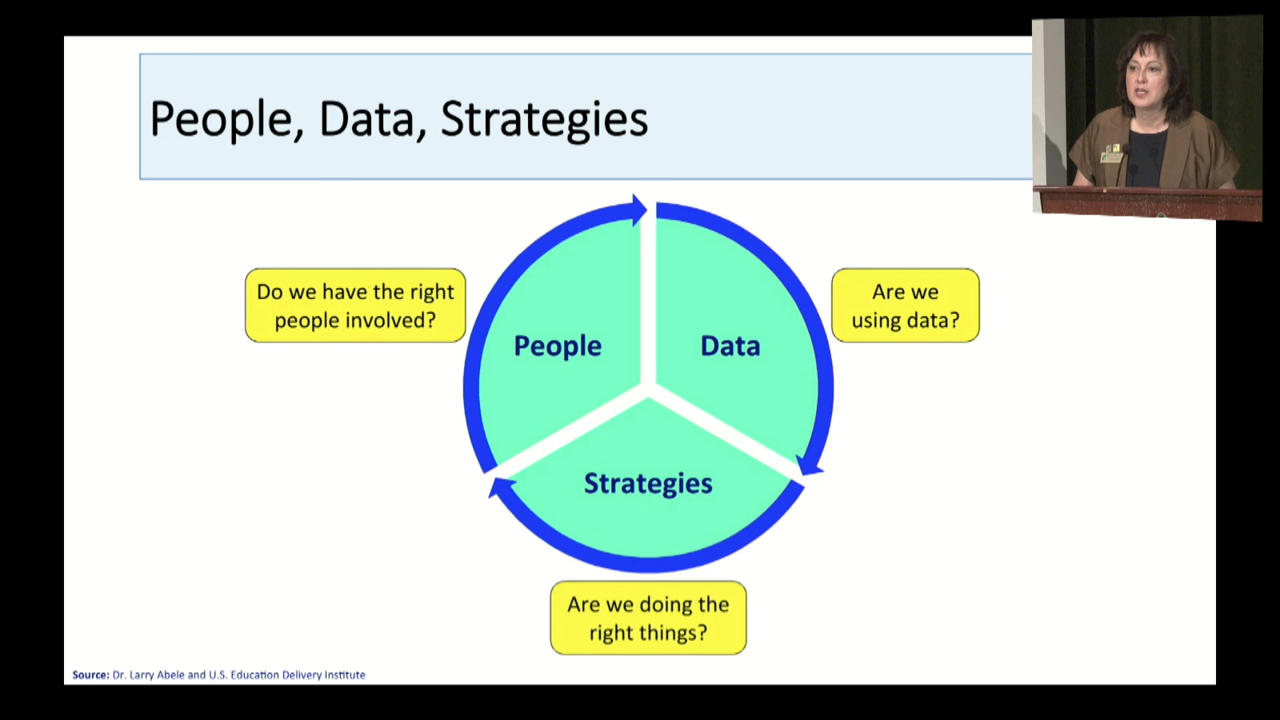 People, Data, Strategies
Do we have the right
people involved?
Are we
using data?
People
Data
Strategies
Are we doing the
right things?
Source: Dr. Larry Abele and U.S. Education Delivery Institute